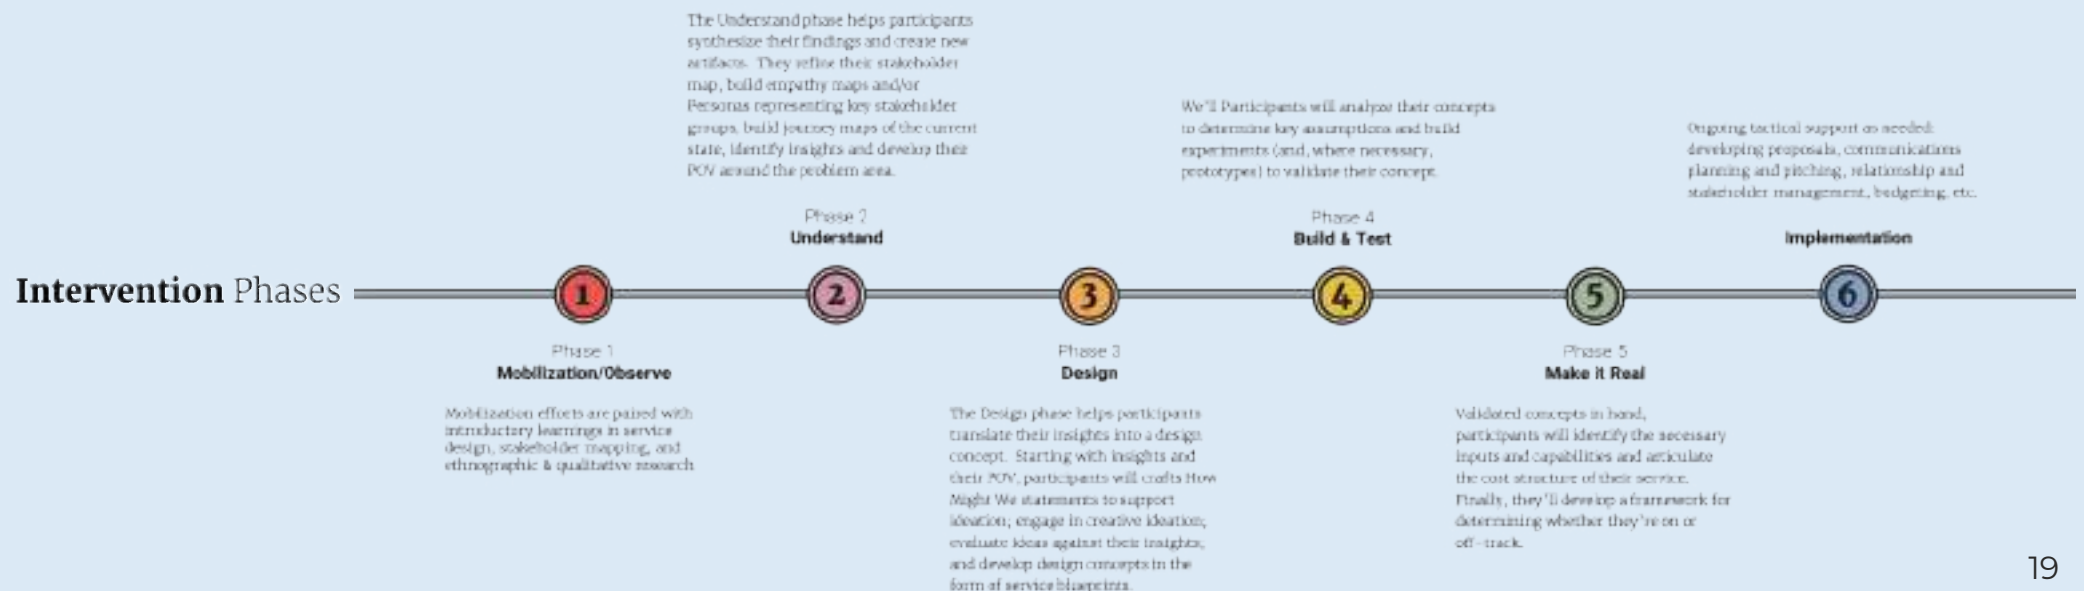 Intervention Phases
1
Phase 1
Mobilization/Observe
Mobilization efforts are paired with
introductory learnings in service
design, stakeholder mapping, and
ethnographic & qualitative research
The Understand phase helps participants
synthesize their findings and create new
artifacts. They refine their stakeholder
map, build empathy maps and/or
Personas representing key stakeholder
groups, build journey maps of the current
state, identify insights and develop their
POV around the problem area.
Phase 2
Understand
2
3
Phase 3
Design
The Design phase helps participants
translate their insights into a design
concept. Starting with insights and
their POV, participants will crafts How
Might We statements to support
ideation; engage in creative ideation;
evaluate ideas against their insights;
and develop design concepts in the
form of service blueprints.
We'll Participants will analyze their concepts
to determine key assumptions and build
experiments (and, where necessary,
prototypes) to validate their concept.
Phase 4
Build & Test
4
5
Phase 5
Make it Real
Validated concepts in hand,
participants will identify the necessary
inputs and capabilities and articulate
the cost structure of their service.
Finally, they'll develop a framework for
determining whether they're on or
off-track.
Ongoing tactical support as needed:
developing proposals, communications
planning and pitching, relationship and
stakeholder management, budgeting, etc.
Implementation
6
19